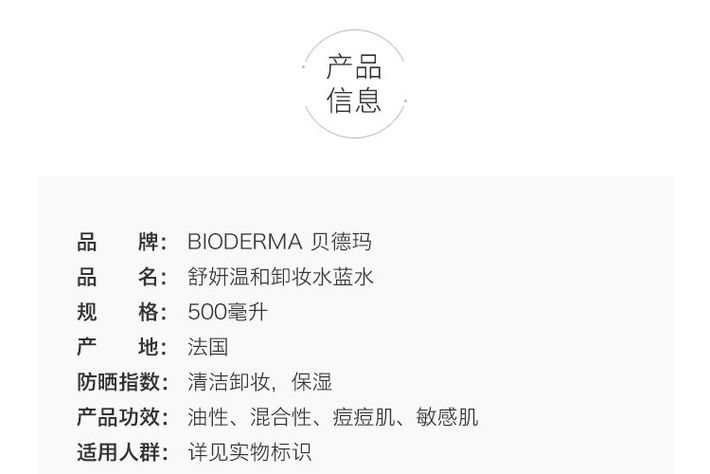 产品
信息
品 牌： BIODERMA 贝德玛
品 名： 舒妍温和卸妆水蓝水
规 格： 500毫升
产 地： 法国
防晒指数： 清洁卸妆，保湿
产品功效： 油性、混合性、痘痘肌、敏感肌
适用人群： 详见实物标识